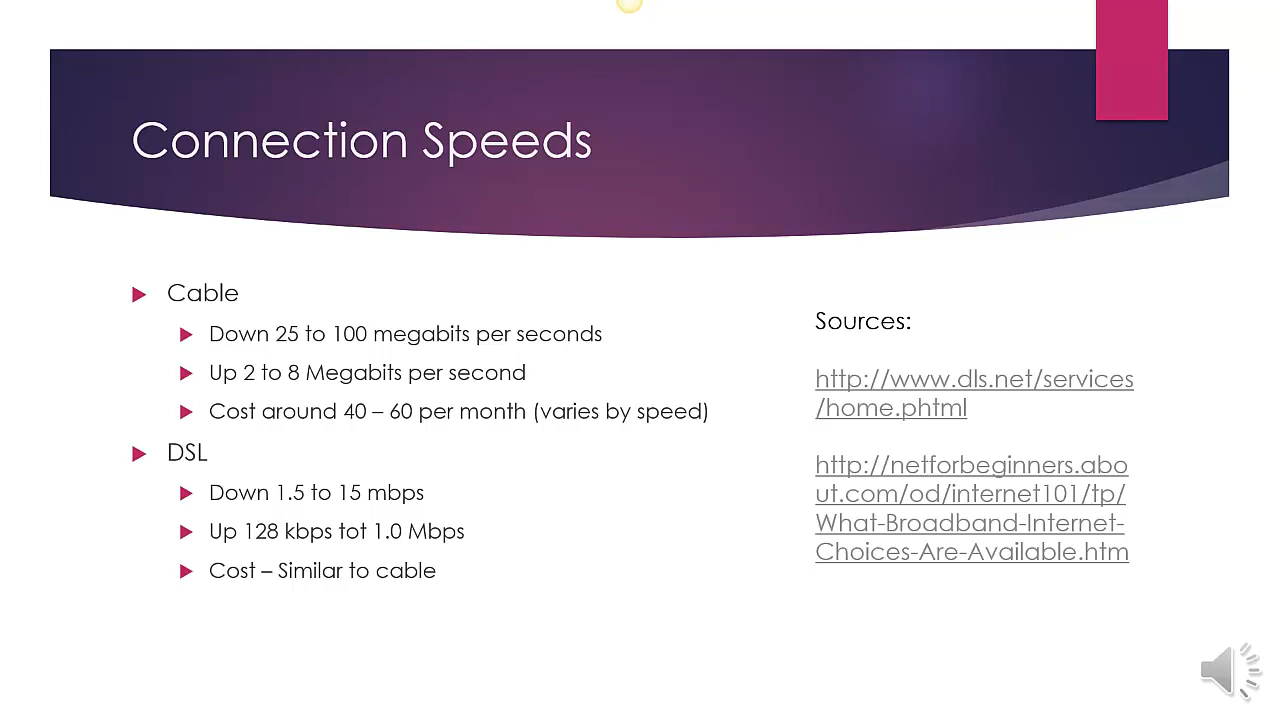 Connection Speeds
Cable
Down 25 to 100 megabits per seconds
Up 2 to 8 Megabits per second
Cost around 40 – 60 per month (varies by speed)
DSL
Down 1.5 to 15 mbps
Up 128 kbps tot 1.0 Mbps
Cost – Similar to cable
Sources:
http://www.dls.net/services
/home.phtml
http://netforbeginners.abo
ut.com/od/internet101/tp/
What-Broadband-Internet-
Choices-Are-Available.htm